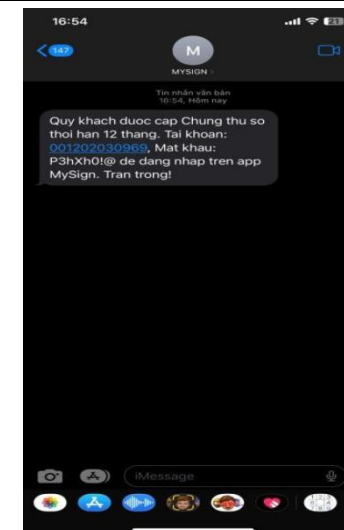 16:54
21
147
M
MYSIGN
Tin nhắn văn bản
16:54, Hôm nay
Quy khach duoc cap Chung thu so
thoi han 12 thang. Tai khoan:
001202030969, Mat khau:
P3hXh0!@ de dang nhap tren app
MySign. Tran trong!
iMessage